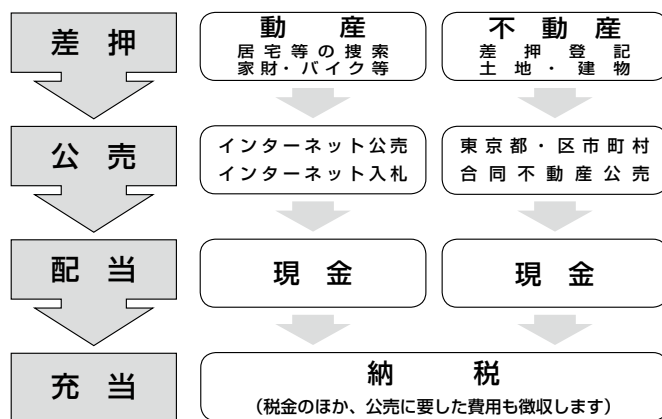 差押
動産
居宅等の捜索
家財・バイク等
不動産
差押登記
土地・建物
公売
インターネット公売
インターネット入札
東京都・区市町村
合同不動産公売
配当
現金
現金
充当
納税
(税金のほか、公売に要した費用も徴収します)